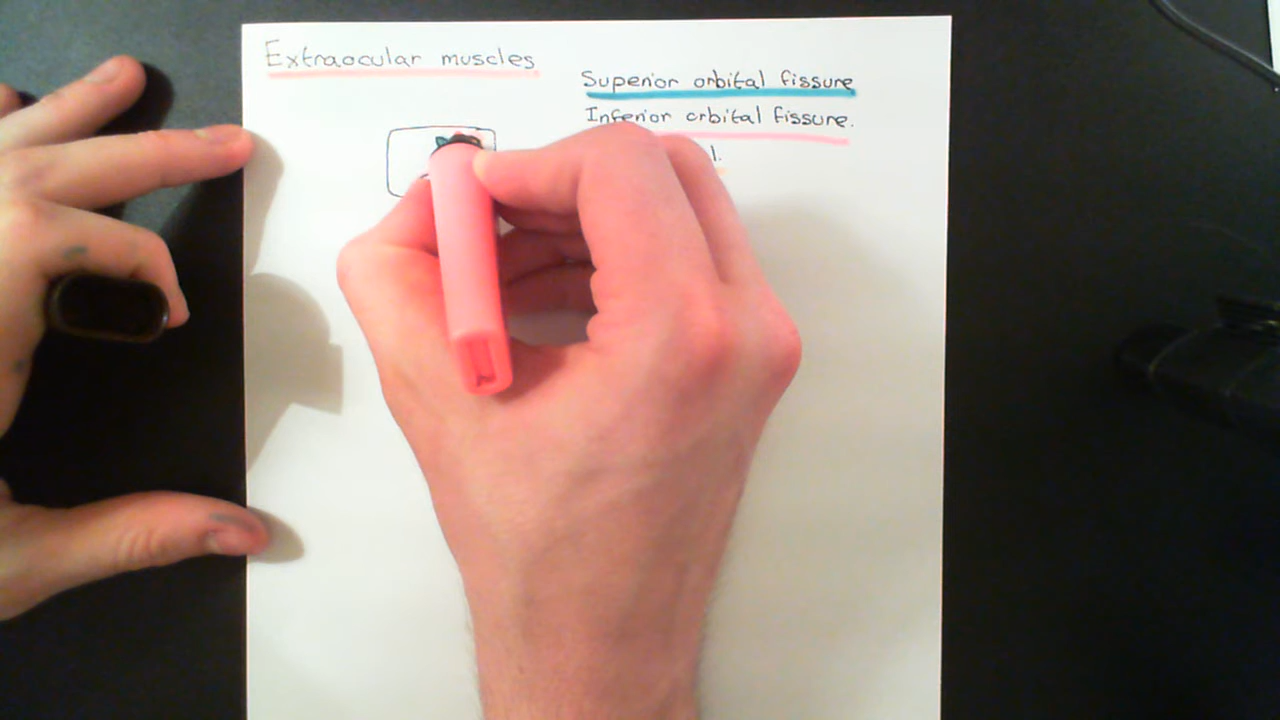 Extraocular muscles
Superior orbital fissure
Inferior orbital fissure.